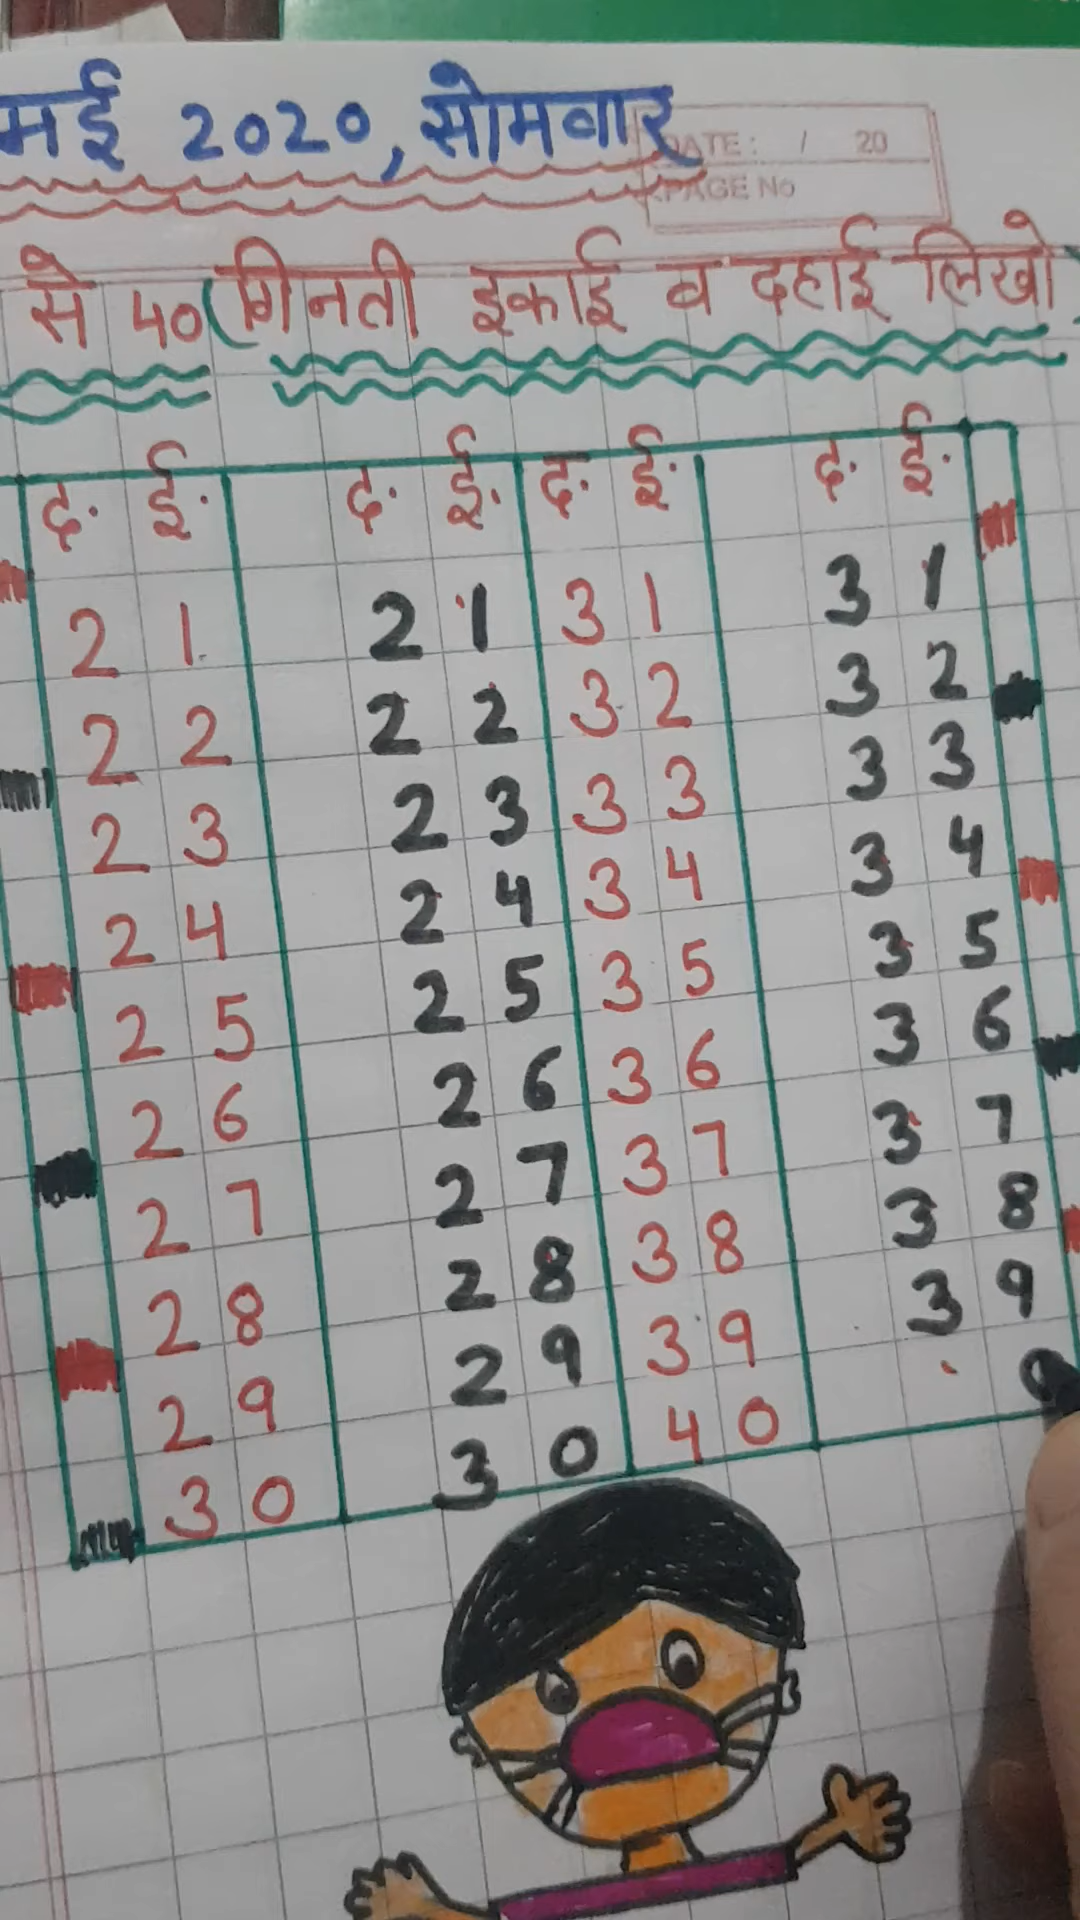 मई 2020, सोमवार
DATE: / 20
PAGE No
से 40 (गिनती इकाई व दहाई लिखो)
द. ई. द. ई. द. ई. द. ई.
2 1 2 1 3 1 3 1
2 2 2 2 3 2 3 2
2 3 2 3 3 3 3 3
2 4 2 4 3 4 3 4
2 5 2 5 3 5 3 5
2 6 2 6 3 6 3 6
2 7 2 7 3 7 3 7
2 8 2 8 3 8 3 8
2 9 2 9 3 9 3 9
3 0 3 0 4 0 0